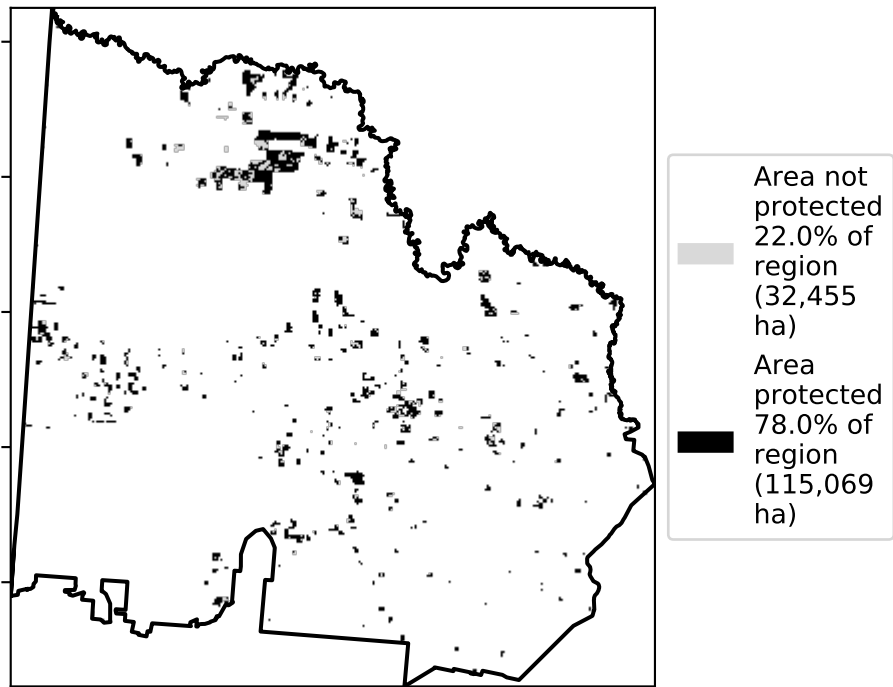 Area not
protected
22.0% of
region
(32,455
ha)
Area
protected
78.0% of
region
(115,069
ha)